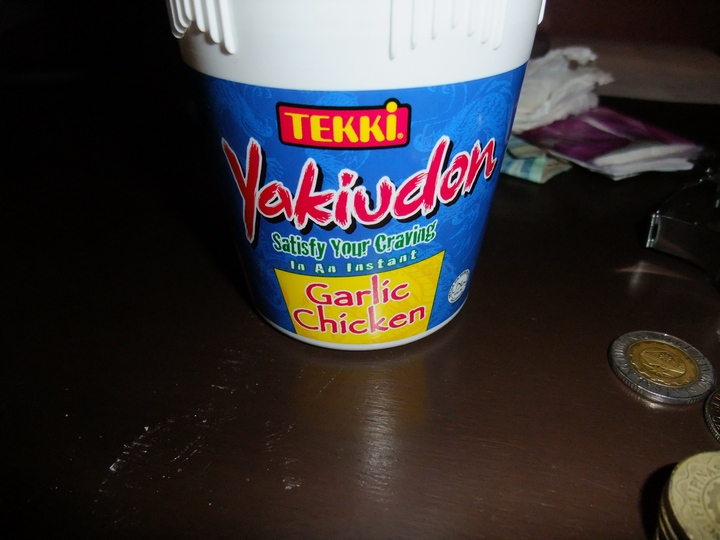 TEKKi
Yakiudon
Satisfy Your Craving
In An Instant
Garlic
Chicken